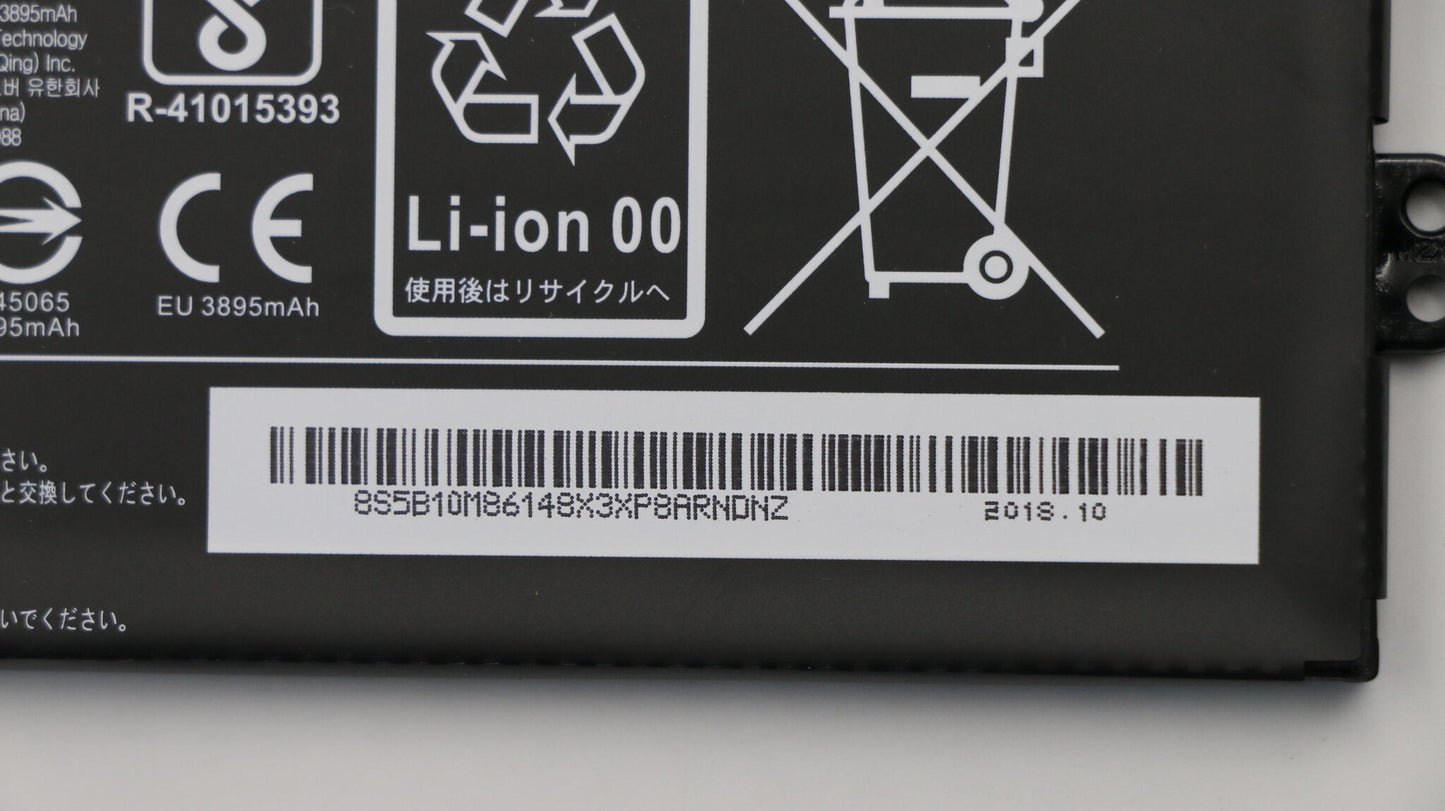 3895mAh
Technology
Qing) Inc.
버 유한회사
na)
988
R-41015393
45065
95mAh
EU 3895mAh
Li-ion 00
使用後はリサイクルへ
さい。
と交換してください。
8S5B10M86148X3XP8ARNDNZ
2018.10
いでください。